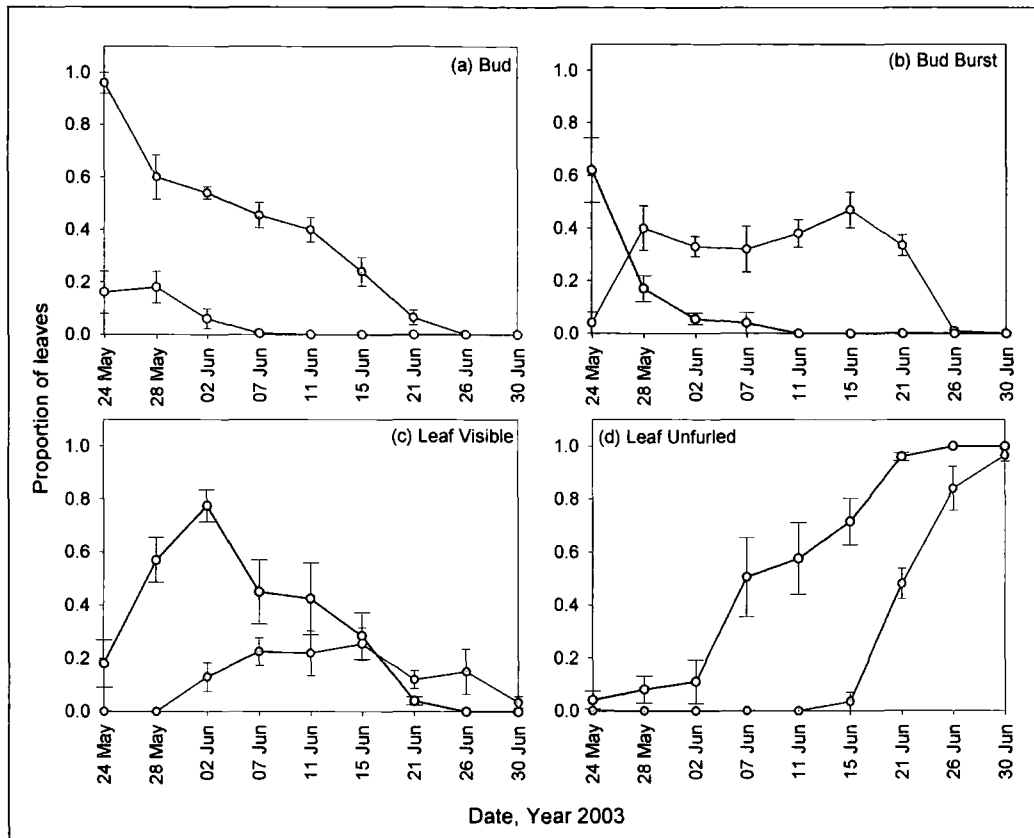 Proportion of leaves
(a) Bud
1.0
0.8
0.6
0.4
0.2
0.0
24 May
28 May
02 Jun
07 Jun
11 Jun
15 Jun
21 Jun
26 Jun
30 Jun
(b) Bud Burst
1.0
0.8
0.6
0.4
0.2
0.0
24 May
28 May
02 Jun
07 Jun
11 Jun
15 Jun
21 Jun
26 Jun
30 Jun
(c) Leaf Visible
1.0
0.8
0.6
0.4
0.2
0.0
24 May
28 May
02 Jun
07 Jun
11 Jun
15 Jun
21 Jun
26 Jun
30 Jun
(d) Leaf Unfurled
1.0
0.8
0.6
0.4
0.2
0.0
24 May
28 May
02 Jun
07 Jun
11 Jun
15 Jun
21 Jun
26 Jun
30 Jun
Date, Year 2003